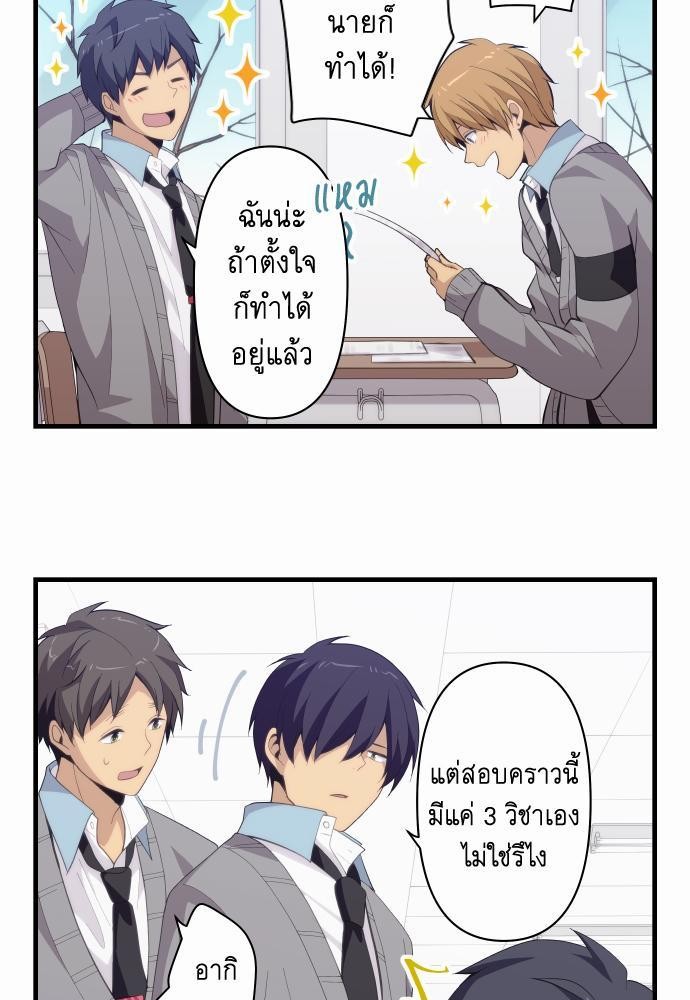 นายก็
ทำได้!
แหม
ฉันน่ะ
ถ้าตั้งใจ
ก็ทำได้
อยู่แล้ว
แต่สอบคราวนี้
มีแค่ 3 วิชาเอง
ไม่ใช่รึไง
อากิ